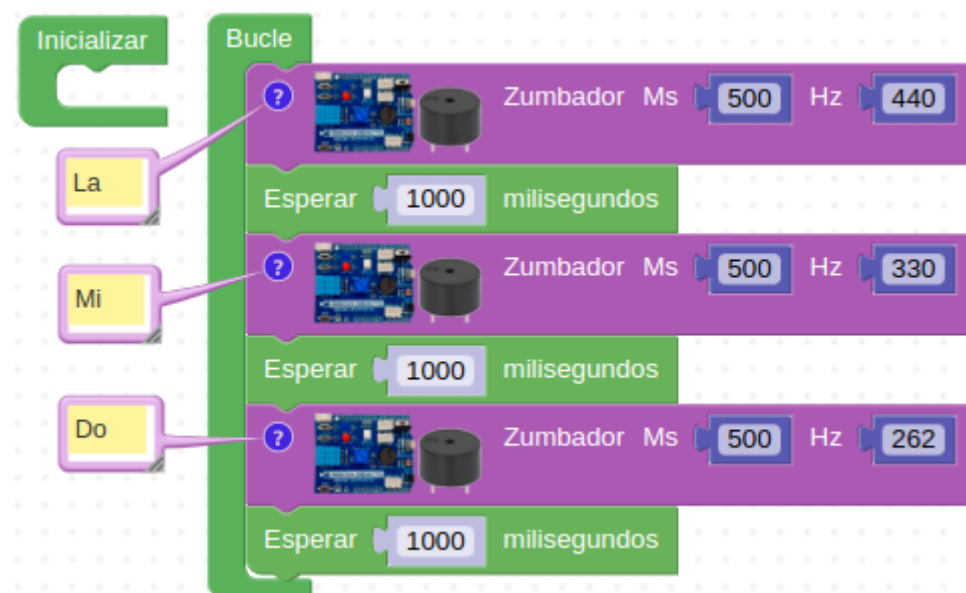 Inicializar
Bucle
? Zumbador Ms 500 Hz 440
La
Esperar 1000 milisegundos
? Zumbador Ms 500 Hz 330
Mi
Esperar 1000 milisegundos
? Zumbador Ms 500 Hz 262
Do
Esperar 1000 milisegundos